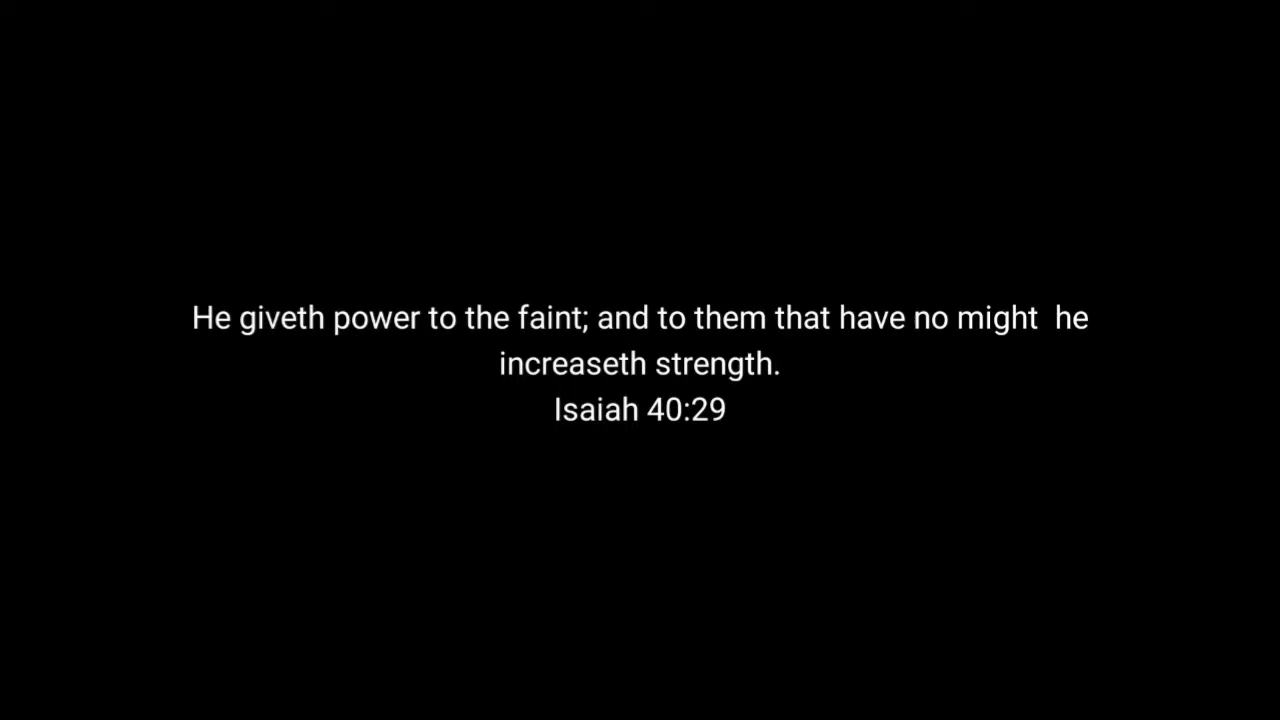 He giveth power to the faint; and to them that have no might  he
increaseth strength.
Isaiah 40:29